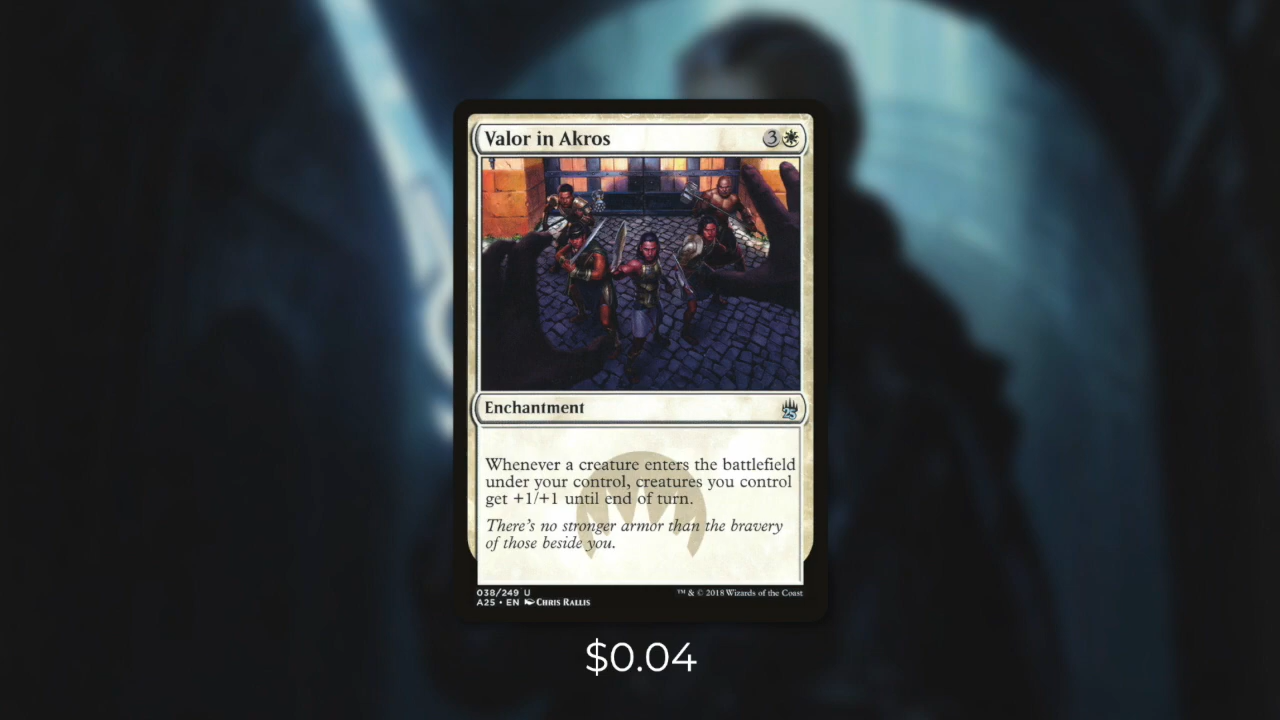 Valor in Akros 3
Enchantment 25
Whenever a creature enters the battlefield
under your control, creatures you control
get +1/+1 until end of turn.
There's no stronger armor than the bravery
of those beside you.
038/249 U
A25 • EN Chris Rallis
™ & © 2018 Wizards of the Coast
$0.04